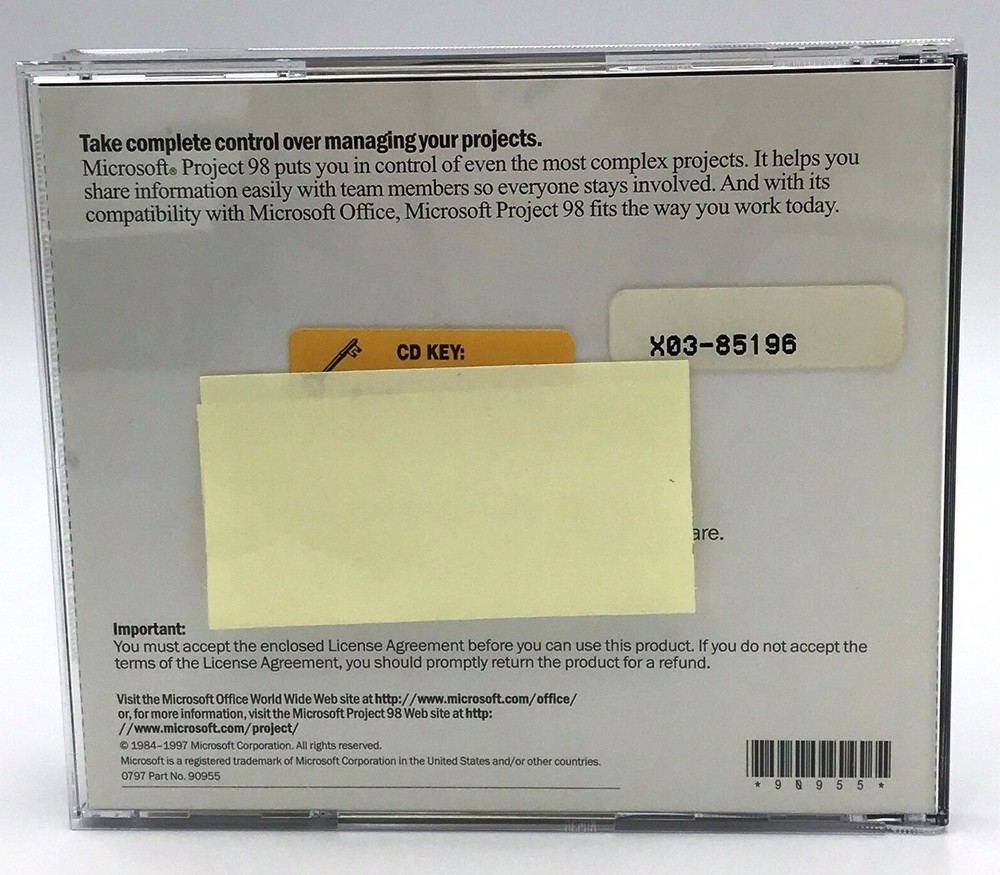 Take complete control over managing your projects.
Microsoft® Project 98 puts you in control of even the most complex projects. It helps you
share information easily with team members so everyone stays involved. And with its
compatibility with Microsoft Office, Microsoft Project 98 fits the way you work today.
CD KEY:
X03-85196
are.
Important:
You must accept the enclosed License Agreement before you can use this product. If you do not accept the
terms of the License Agreement, you should promptly return the product for a refund.
Visit the Microsoft Office World Wide Web site at http://www.microsoft.com/office/
or, for more information, visit the Microsoft Project 98 Web site at http:
//www.microsoft.com/project/
© 1984–1997 Microsoft Corporation. All rights reserved.
Microsoft is a registered trademark of Microsoft Corporation in the United States and/or other countries.
0797 Part No. 90955
* 9 0 9 5 5 *